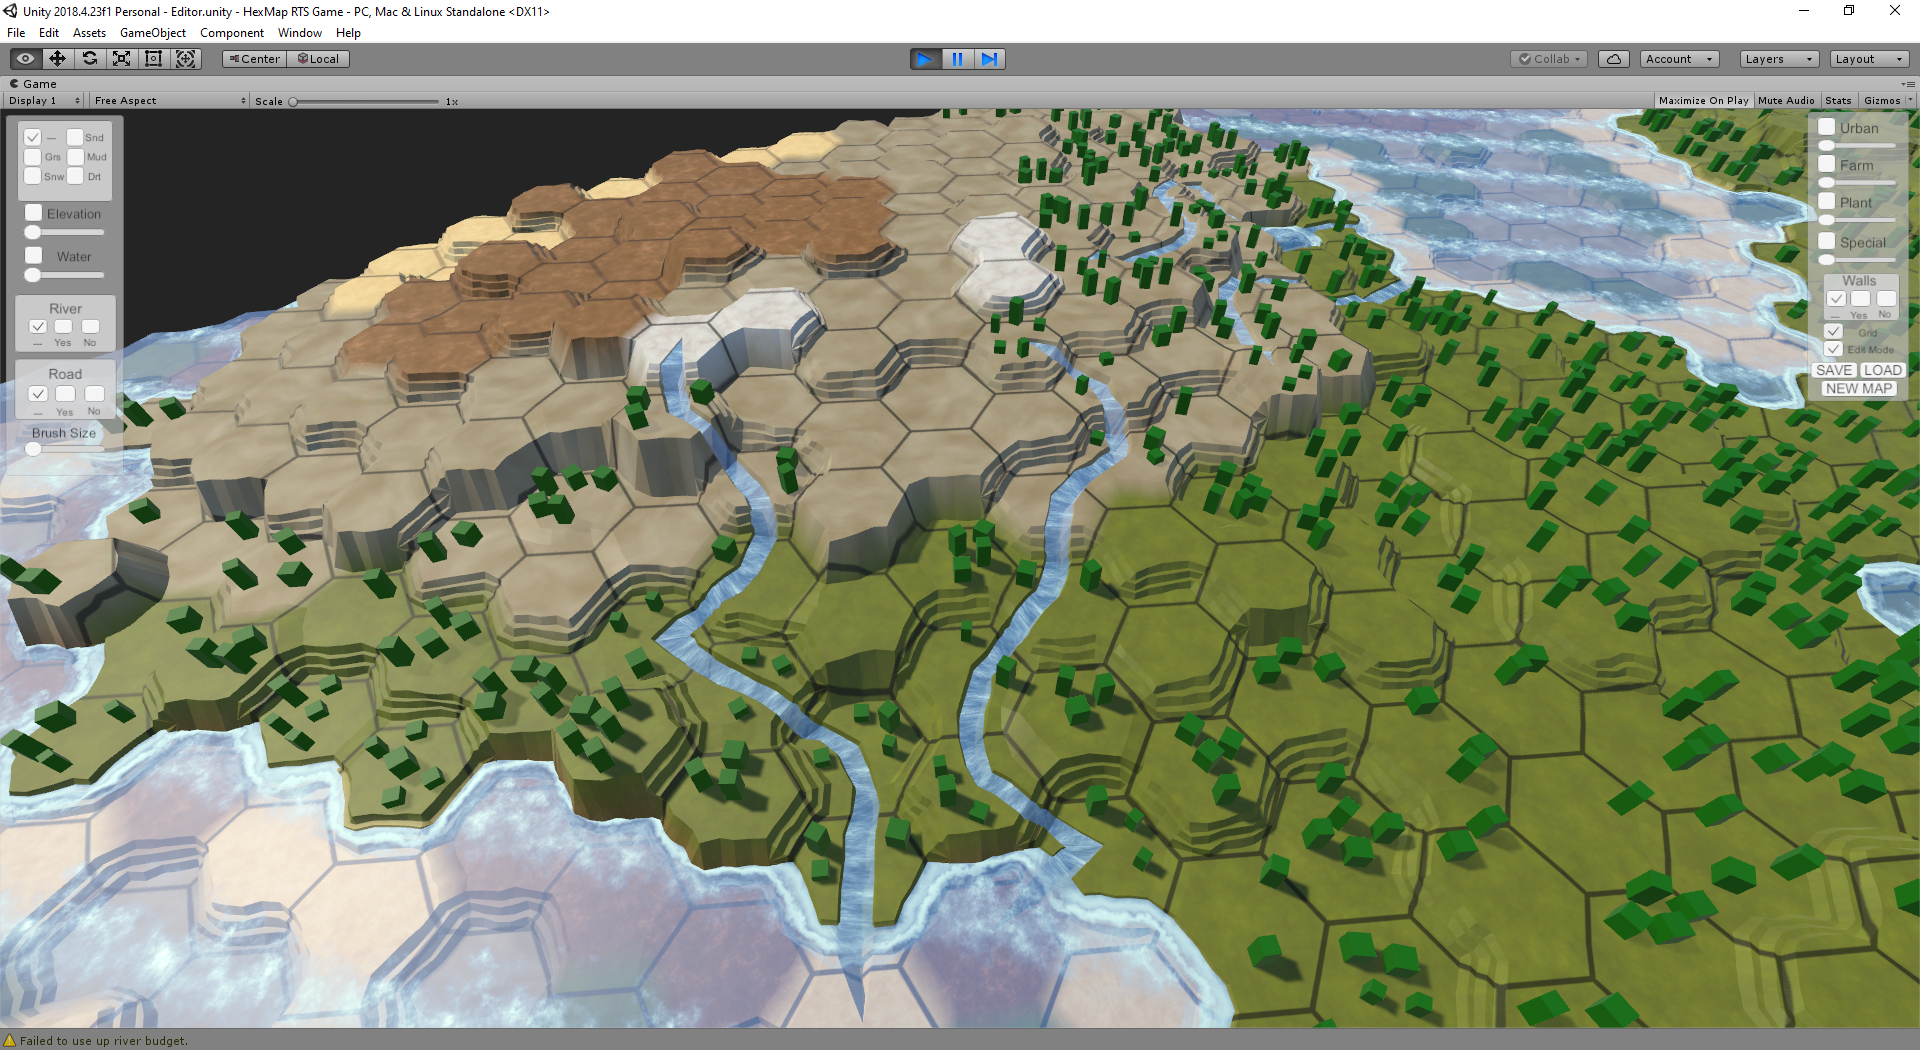 Unity 2018.4.23f1 Personal - Editor.unity - HexMap RTS Game - PC, Mac & Linux Standalone <DX11>
File Edit Assets GameObject Component Window Help
Center Local Collab Account Layers Layout
Game
Display 1 Free Aspect Scale 1x Maximize On Play Mute Audio Stats Gizmos
--- Snd
Grs Mud
Snw Drt
Elevation
Water
River
--- Yes No
Road
--- Yes No
Brush Size
Urban
Farm
Plant
Special
Walls
--- Yes No
Grid
Edit Mode
SAVE LOAD
NEW MAP
Failed to use up river budget.